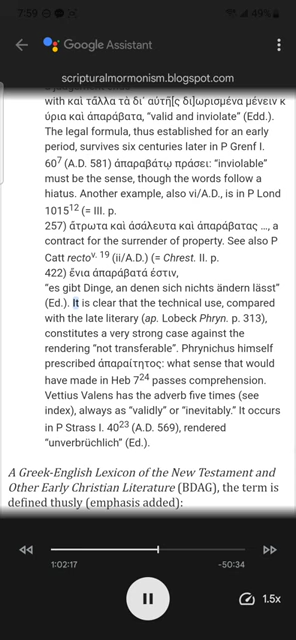 7:59
49%
Google Assistant
scripturalmormonism.blogspot.com
with καὶ τἄλλα τὰ δι᾽ αὐτῆ[ς δι]ωρισμένα μένειν κ
ύρια καὶ ἀπαράβατα, “valid and inviolate” (Edd.).
The legal formula, thus established for an early
period, survives six centuries later in P Grenf I.
60⁷ (A.D. 581) ἀπαραβάτῳ πράσει: “inviolable”
must be the sense, though the words follow a
hiatus. Another example, also vi/A.D., is in P Lond
1015¹² (= III. p.
257) ἄτρωτα καὶ ἀσάλευτα καὶ ἀπαράβατας …, a
contract for the surrender of property. See also P
Catt recto v. 19 (ii/A.D.) (= Chrest. II. p.
422) ἔνια ἀπαράβατά ἐστιν,
“es gibt Dinge, an denen sich nichts ändern lässt”
(Ed.). It is clear that the technical use, compared
with the late literary (ap. Lobeck Phryn. p. 313),
constitutes a very strong case against the
rendering “not transferable”. Phrynichus himself
prescribed ἀπαραίτητος: what sense that would
have made in Heb 7²⁴ passes comprehension.
Vettius Valens has the adverb five times (see
index), always as “validly” or “inevitably.” It occurs
in P Strass I. 40²³ (A.D. 569), rendered
“unverbrüchlich” (Ed.).
A Greek-English Lexicon of the New Testament and
Other Early Christian Literature (BDAG), the term is
defined thusly (emphasis added):
1:02:17
-50:34
1.5x